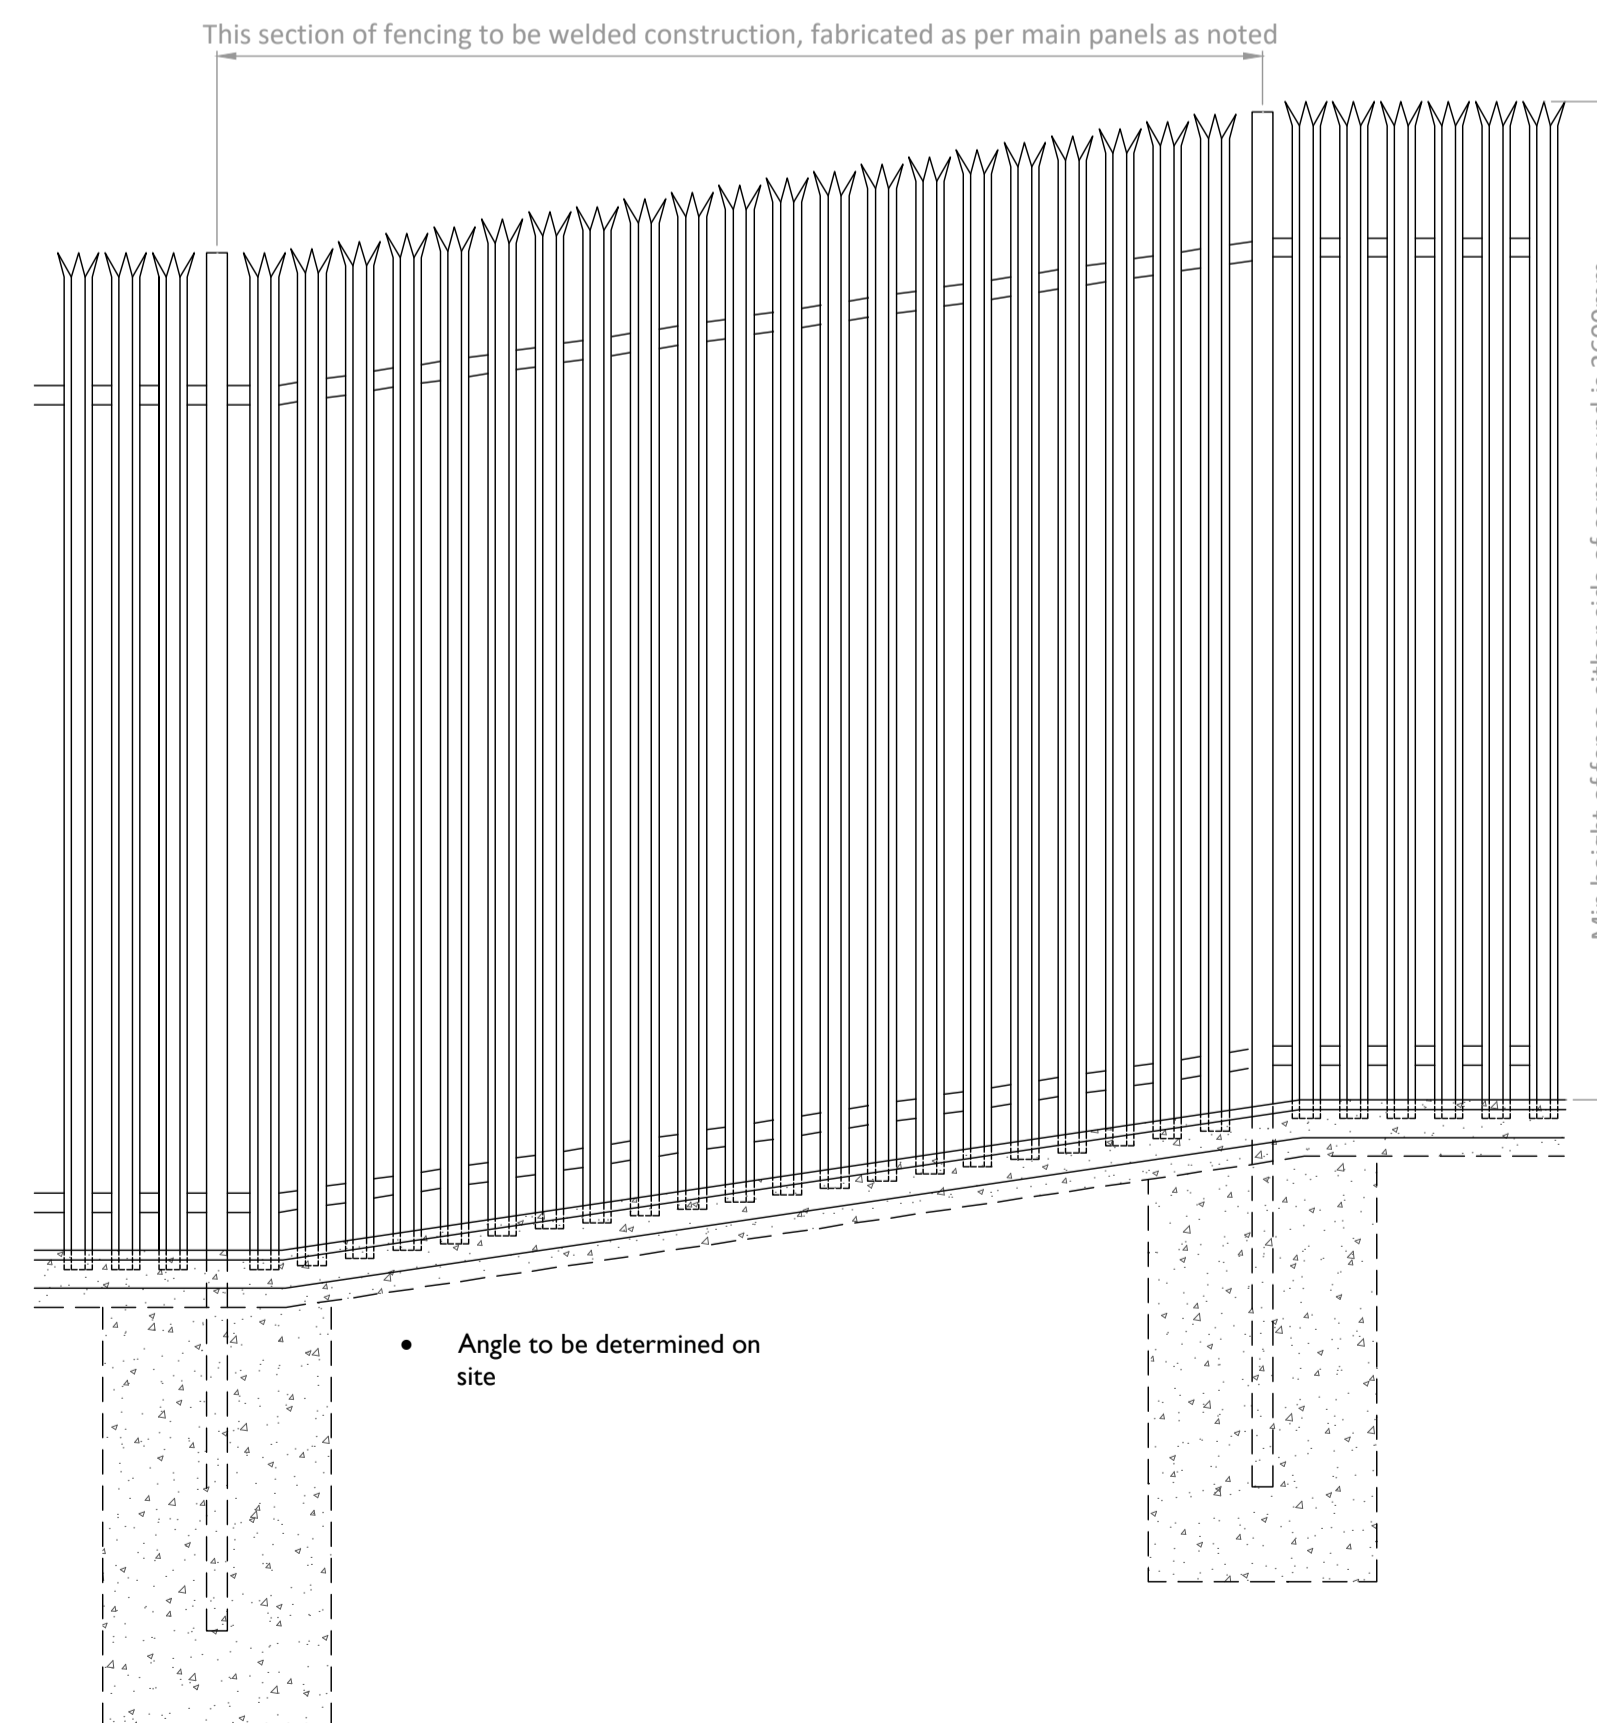 This section of fencing to be welded construction, fabricated as per main panels as noted
• Angle to be determined on
site